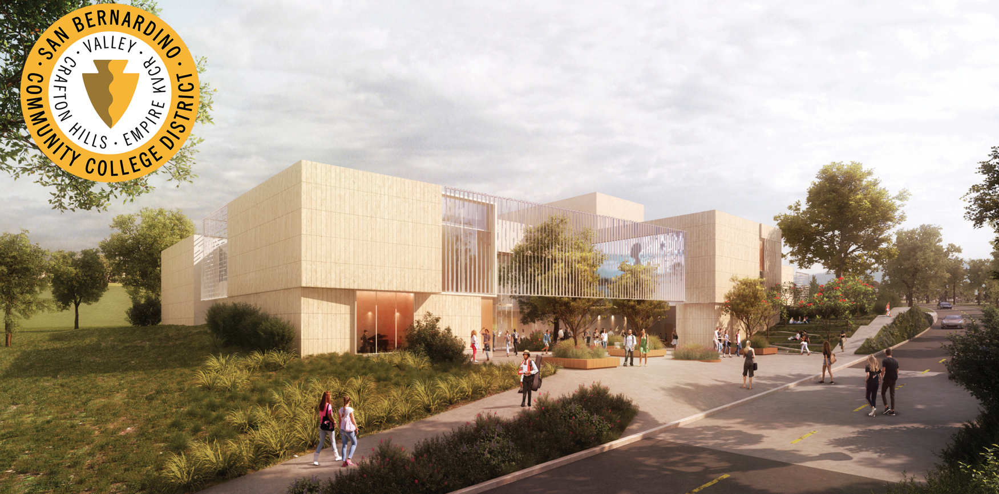 · SAN BERNARDINO ·
COMMUNITY COLLEGE DISTRICT
· VALLEY ·
CRAFTON HILLS · EMPIRE KVCR